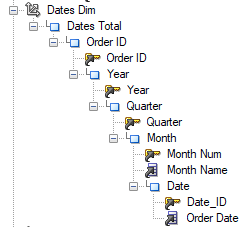 Dates Dim
Dates Total
Order ID
Order ID
Year
Year
Quarter
Quarter
Month
Month Num
Month Name
Date
Date_ID
Order Date